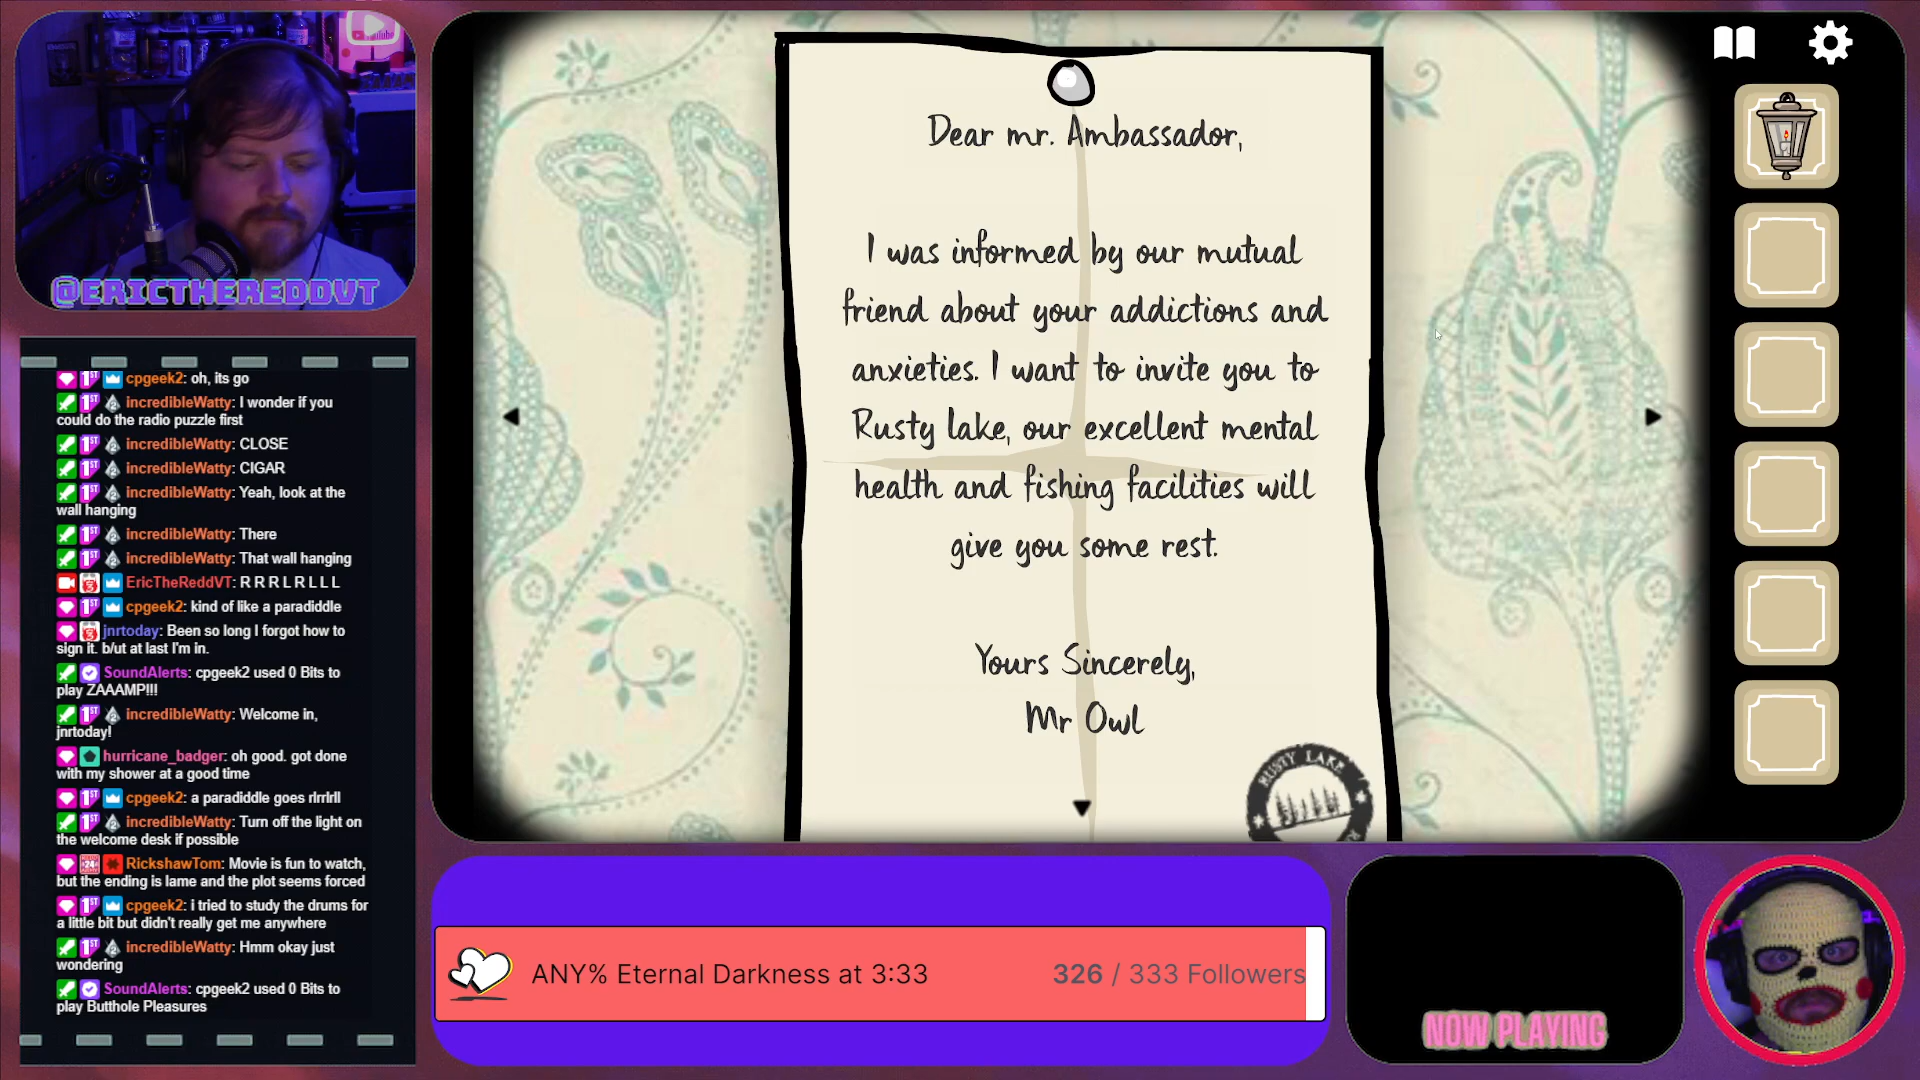 @ERICTHEREDDVT
cpgeek2: oh, its go
incredibleWatty: I wonder if you
could do the radio puzzle first
incredibleWatty: CLOSE
incredibleWatty: CIGAR
incredibleWatty: Yeah, look at the
wall hanging
incredibleWatty: There
incredibleWatty: That wall hanging
EricTheReddVT: R R R L R L L L
cpgeek2: kind of like a paradiddle
jnrtoday: Been so long I forgot how to
sign it. b/ut at last I'm in.
SoundAlerts: cpgeek2 used 0 Bits to
play ZAAAMP!!!
incredibleWatty: Welcome in,
jnrtoday!
hurricane_badger: oh good. got done
with my shower at a good time
cpgeek2: a paradiddle goes rlrrlrll
incredibleWatty: Turn off the light on
the welcome desk if possible
RickshawTom: Movie is fun to watch,
but the ending is lame and the plot seems forced
cpgeek2: i tried to study the drums for
a little bit but didn't really get me anywhere
incredibleWatty: Hmm okay just
wondering
SoundAlerts: cpgeek2 used 0 Bits to
play Butthole Pleasures
Dear mr. Ambassador,
I was informed by our mutual
friend about your addictions and
anxieties. I want to invite you to
Rusty lake, our excellent mental
health and fishing facilities will
give you some rest.
Yours Sincerely,
Mr Owl
RUSTY LAKE
ANY% Eternal Darkness at 3:33
326 / 333 Followers
NOW PLAYING